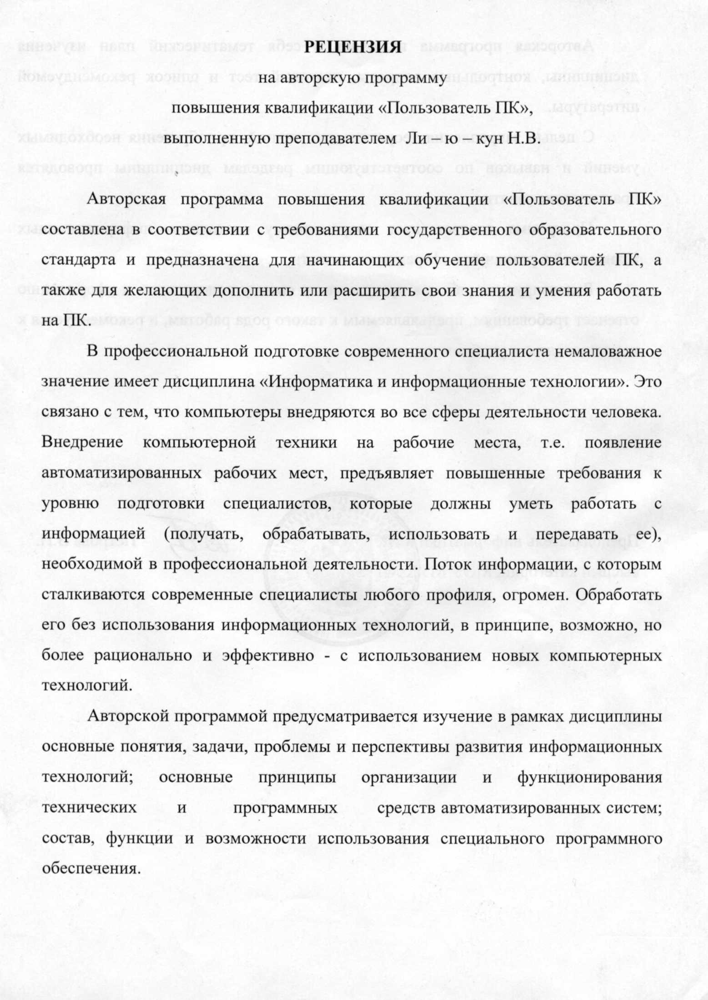 РЕЦЕНЗИЯ
на авторскую программу
повышения квалификации «Пользователь ПК»,
выполненную преподавателем Ли – ю – кун Н.В.
Авторская программа повышения квалификации «Пользователь ПК»
составлена в соответствии с требованиями государственного образовательного
стандарта и предназначена для начинающих обучение пользователей ПК, а
также для желающих дополнить или расширить свои знания и умения работать
на ПК.
В профессиональной подготовке современного специалиста немаловажное
значение имеет дисциплина «Информатика и информационные технологии». Это
связано с тем, что компьютеры внедряются во все сферы деятельности человека.
Внедрение компьютерной техники на рабочие места, т.е. появление
автоматизированных рабочих мест, предъявляет повышенные требования к
уровню подготовки специалистов, которые должны уметь работать с
информацией (получать, обрабатывать, использовать и передавать ее),
необходимой в профессиональной деятельности. Поток информации, с которым
сталкиваются современные специалисты любого профиля, огромен. Обработать
его без использования информационных технологий, в принципе, возможно, но
более рационально и эффективно - с использованием новых компьютерных
технологий.
Авторской программой предусматривается изучение в рамках дисциплины
основные понятия, задачи, проблемы и перспективы развития информационных
технологий; основные принципы организации и функционирования
технических и программных средств автоматизированных систем;
состав, функции и возможности использования специального программного
обеспечения.